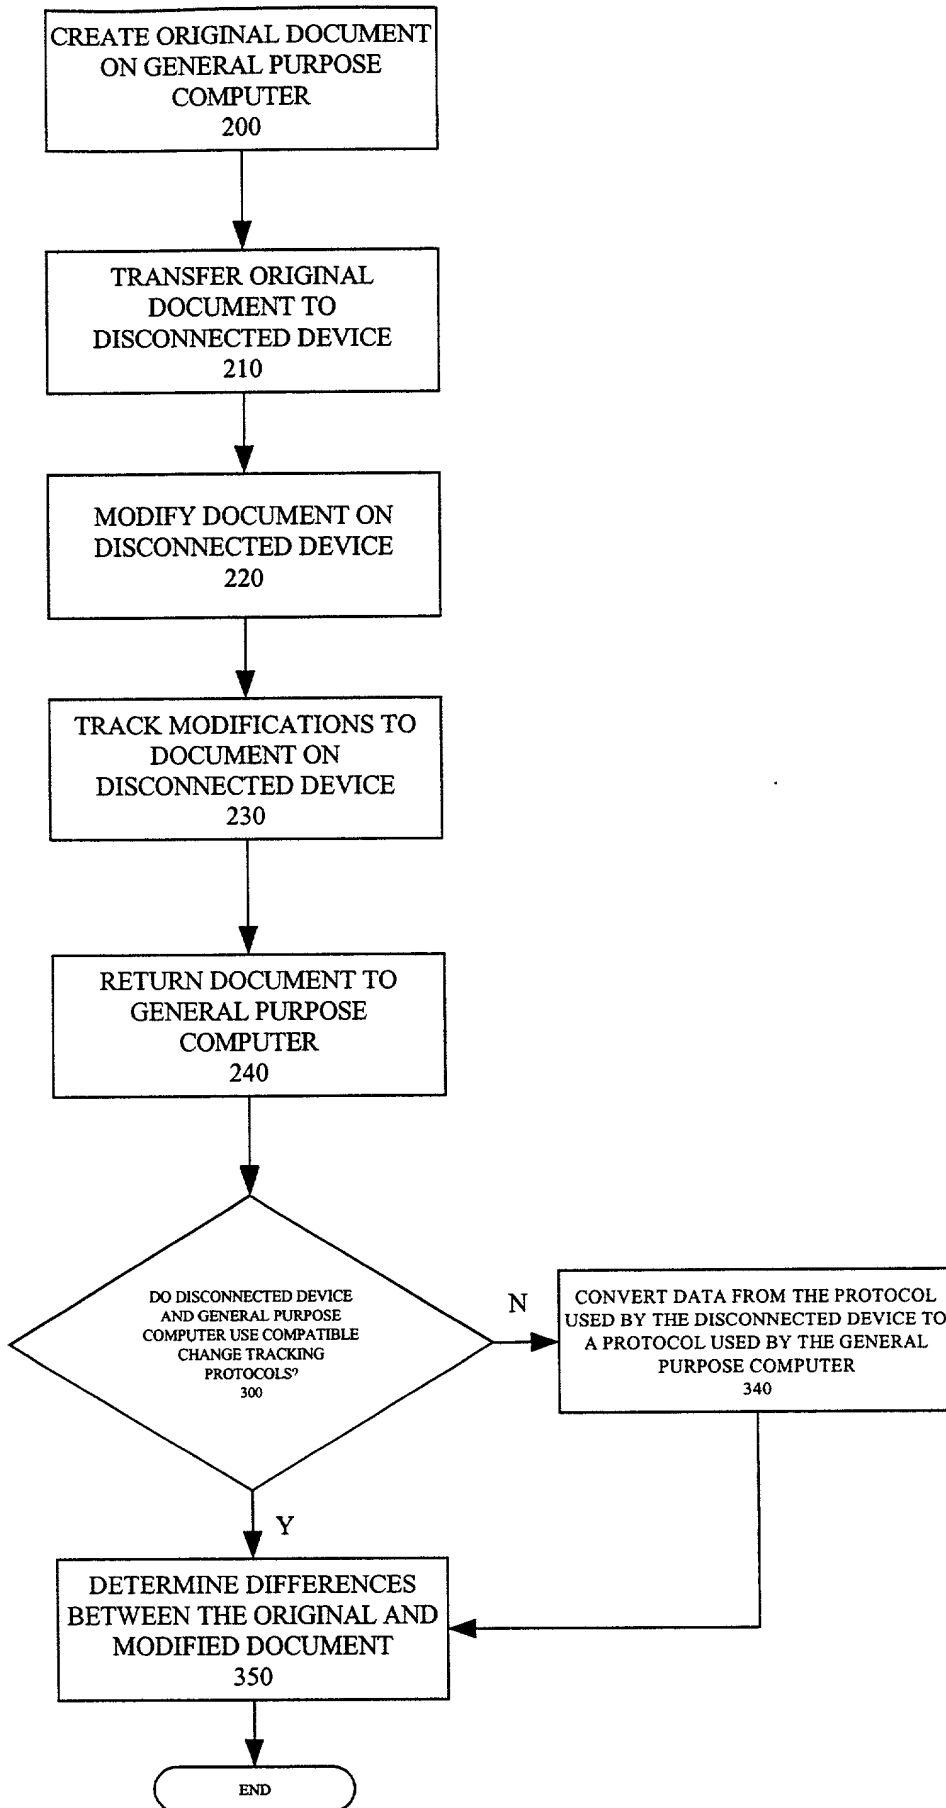 CREATE ORIGINAL DOCUMENT
ON GENERAL PURPOSE
COMPUTER
200
TRANSFER ORIGINAL
DOCUMENT TO
DISCONNECTED DEVICE
210
MODIFY DOCUMENT ON
DISCONNECTED DEVICE
220
TRACK MODIFICATIONS TO
DOCUMENT ON
DISCONNECTED DEVICE
230
RETURN DOCUMENT TO
GENERAL PURPOSE
COMPUTER
240
DO DISCONNECTED DEVICE
AND GENERAL PURPOSE
COMPUTER USE COMPATIBLE
CHANGE TRACKING
PROTOCOLS?
300
N
CONVERT DATA FROM THE PROTOCOL
USED BY THE DISCONNECTED DEVICE TO
A PROTOCOL USED BY THE GENERAL
PURPOSE COMPUTER
340
Y
DETERMINE DIFFERENCES
BETWEEN THE ORIGINAL AND
MODIFIED DOCUMENT
350
END